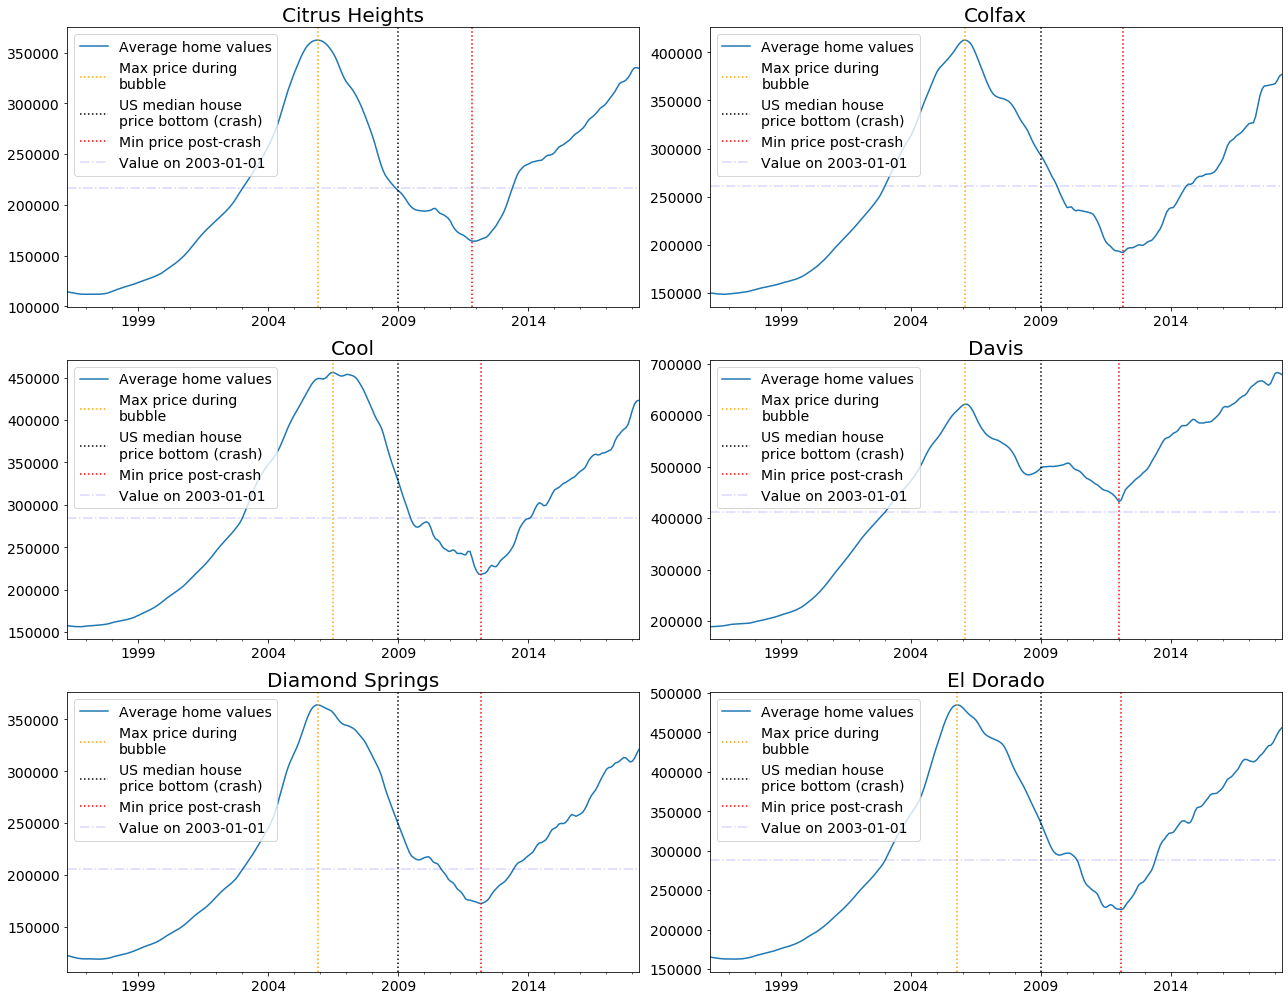 Citrus Heights
350000
300000
250000
200000
150000
100000
Average home values
Max price during
bubble
US median house
price bottom (crash)
Min price post-crash
Value on 2003-01-01
1999
2004
2009
2014
Colfax
400000
350000
300000
250000
200000
150000
Average home values
Max price during
bubble
US median house
price bottom (crash)
Min price post-crash
Value on 2003-01-01
1999
2004
2009
2014
Cool
450000
400000
350000
300000
250000
200000
150000
Average home values
Max price during
bubble
US median house
price bottom (crash)
Min price post-crash
Value on 2003-01-01
1999
2004
2009
2014
Davis
700000
600000
500000
400000
300000
200000
Average home values
Max price during
bubble
US median house
price bottom (crash)
Min price post-crash
Value on 2003-01-01
1999
2004
2009
2014
Diamond Springs
350000
300000
250000
200000
150000
Average home values
Max price during
bubble
US median house
price bottom (crash)
Min price post-crash
Value on 2003-01-01
1999
2004
2009
2014
El Dorado
500000
450000
400000
350000
300000
250000
200000
150000
Average home values
Max price during
bubble
US median house
price bottom (crash)
Min price post-crash
Value on 2003-01-01
1999
2004
2009
2014